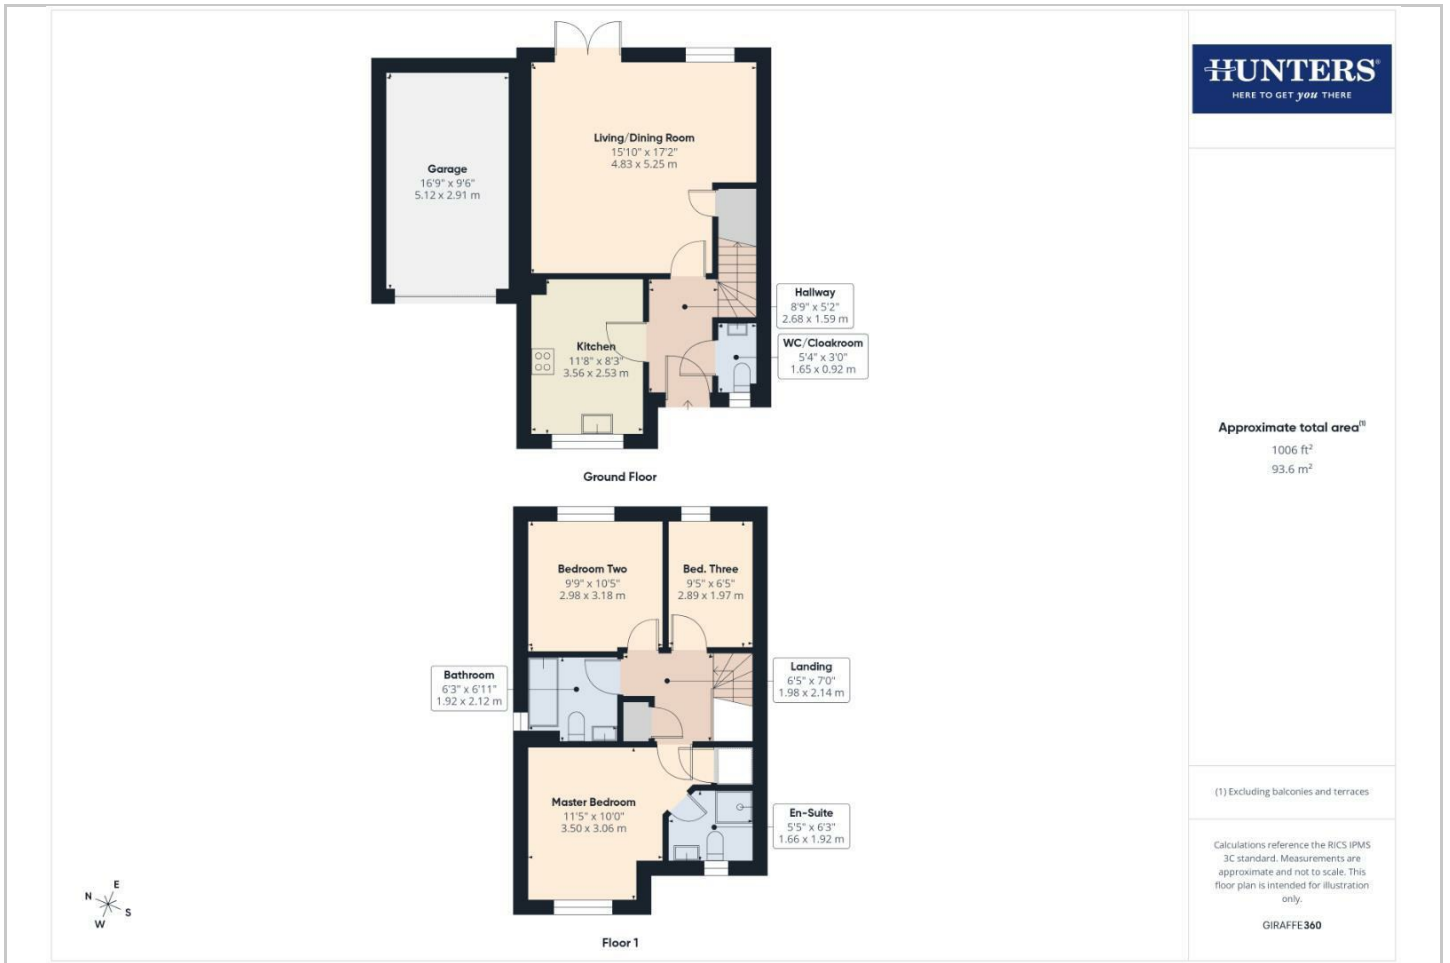 Garage
16'9" x 9'6"
5.12 x 2.91 m
Living/Dining Room
15'10" x 17'2"
4.83 x 5.25 m
Hallway
8'9" x 5'2"
2.68 x 1.59 m
WC/Cloakroom
5'4" x 3'0"
1.65 x 0.92 m
Kitchen
11'8" x 8'3"
3.56 x 2.53 m
Ground Floor
Bedroom Two
9'9" x 10'5"
2.98 x 3.18 m
Bed. Three
9'5" x 6'5"
2.89 x 1.97 m
Bathroom
6'3" x 6'11"
1.92 x 2.12 m
Landing
6'5" x 7'0"
1.98 x 2.14 m
Master Bedroom
11'5" x 10'0"
3.50 x 3.06 m
En-Suite
5'5" x 6'3"
1.66 x 1.92 m
Floor 1
N E
W S
HUNTERS®
HERE TO GET you THERE
Approximate total area⁽¹⁾
1006 ft²
93.6 m²
(1) Excluding balconies and terraces
Calculations reference the RICS IPMS
3C standard. Measurements are
approximate and not to scale. This
floor plan is intended for illustration
only.
GIRAFFE360